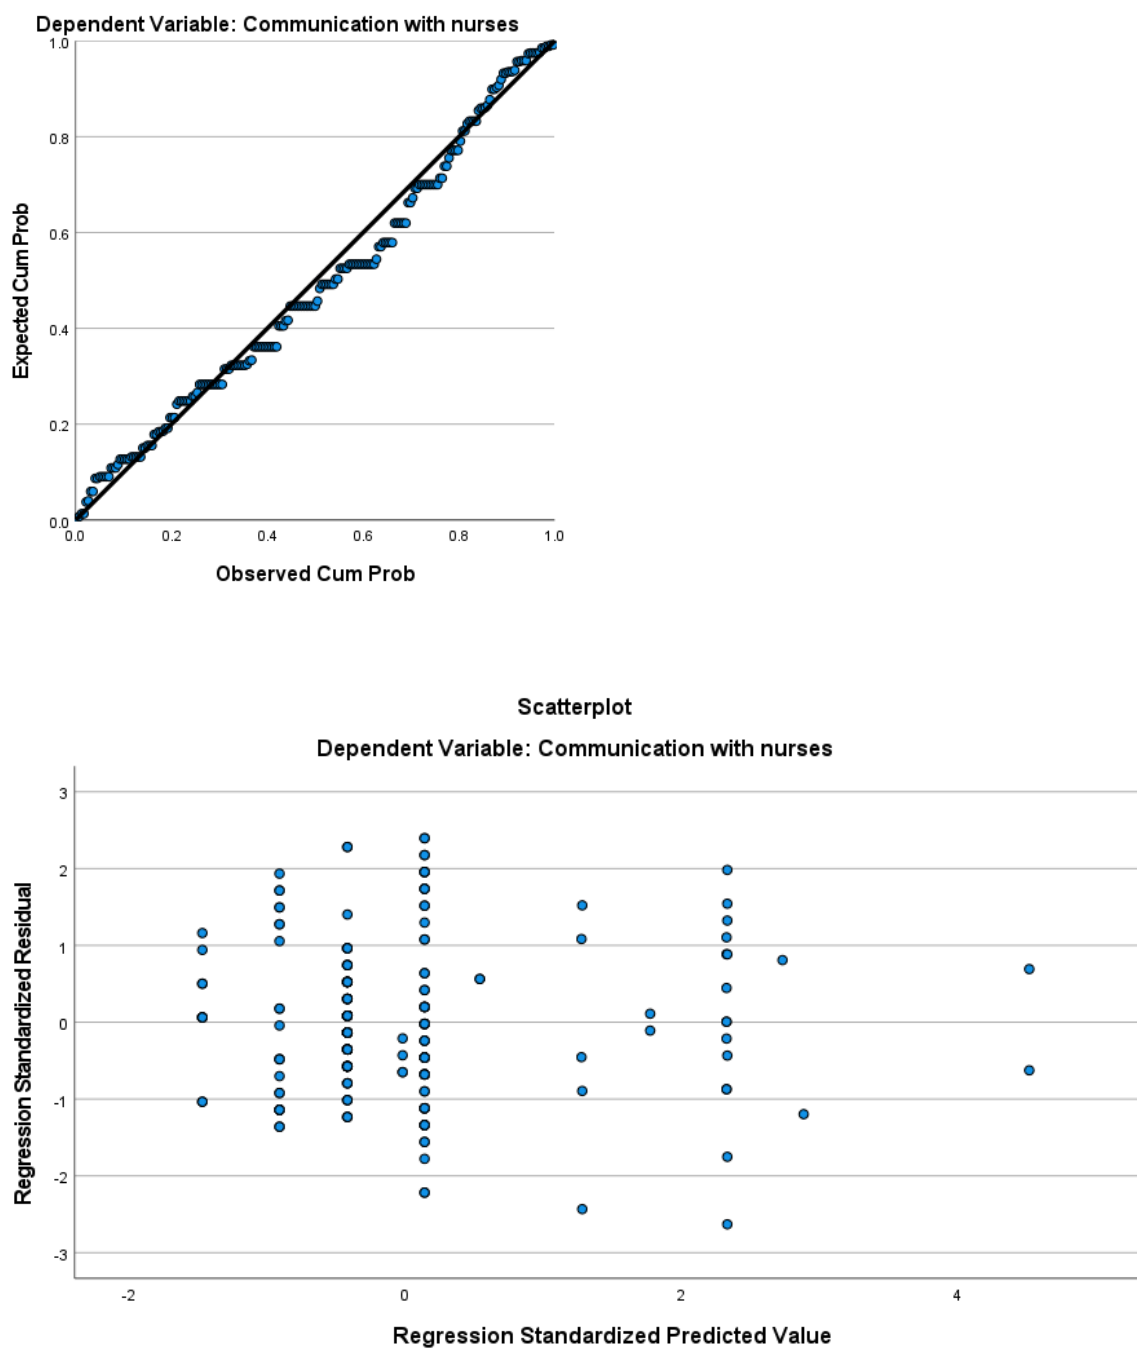 Dependent Variable: Communication with nurses
1.0
0.8
0.6
0.4
0.2
0.0
Expected Cum Prob
0.0 0.2 0.4 0.6 0.8 1.0
Observed Cum Prob
Scatterplot
Dependent Variable: Communication with nurses
3
2
1
0
-1
-2
-3
Regression Standardized Residual
-2 0 2 4
Regression Standardized Predicted Value